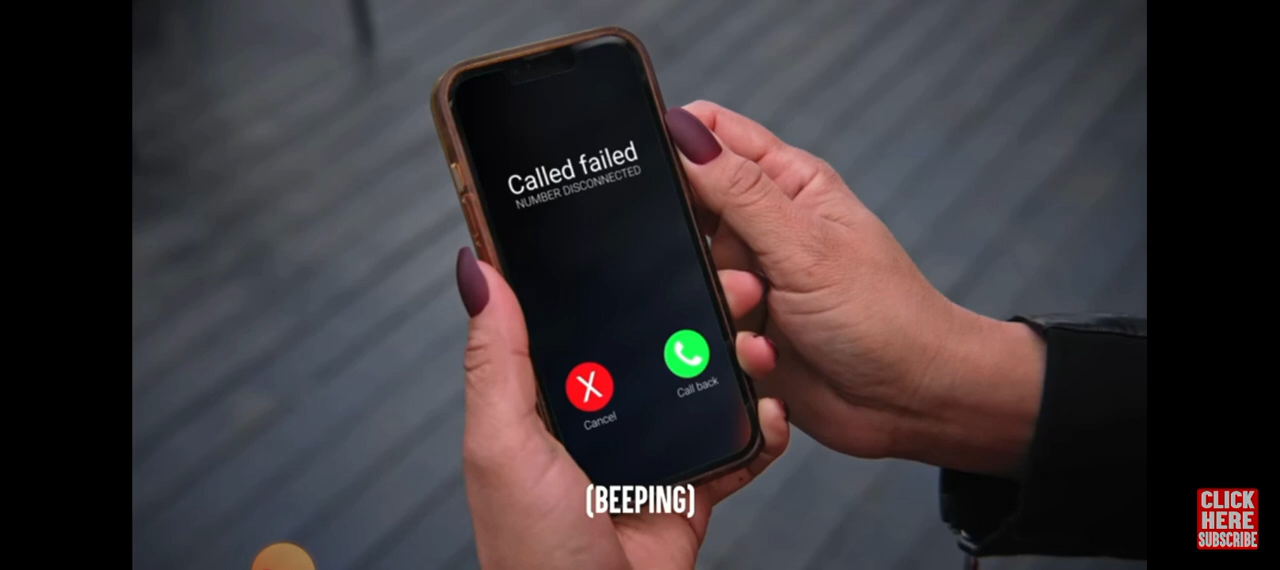 Called failed
NUMBER DISCONNECTED
Call back
Cancel
(BEEPING)
CLICK
HERE
SUBSCRIBE